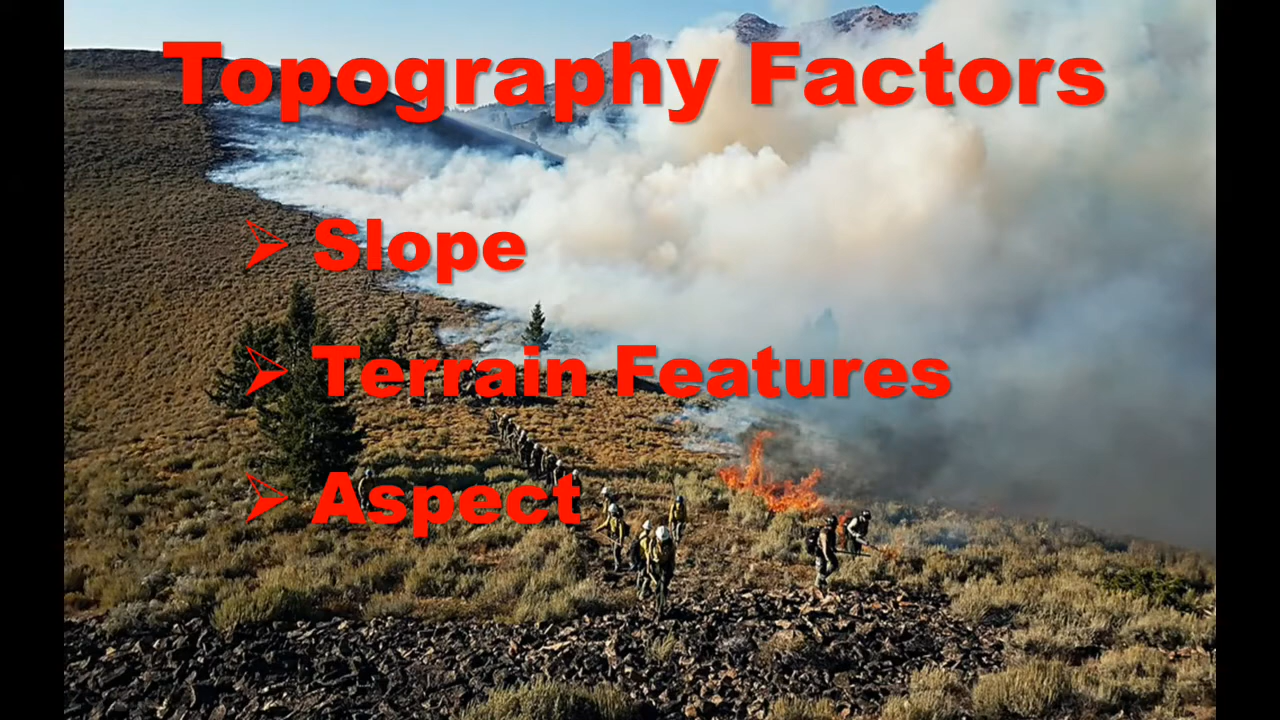 Topography Factors
➢ Slope
➢ Terrain Features
➢ Aspect